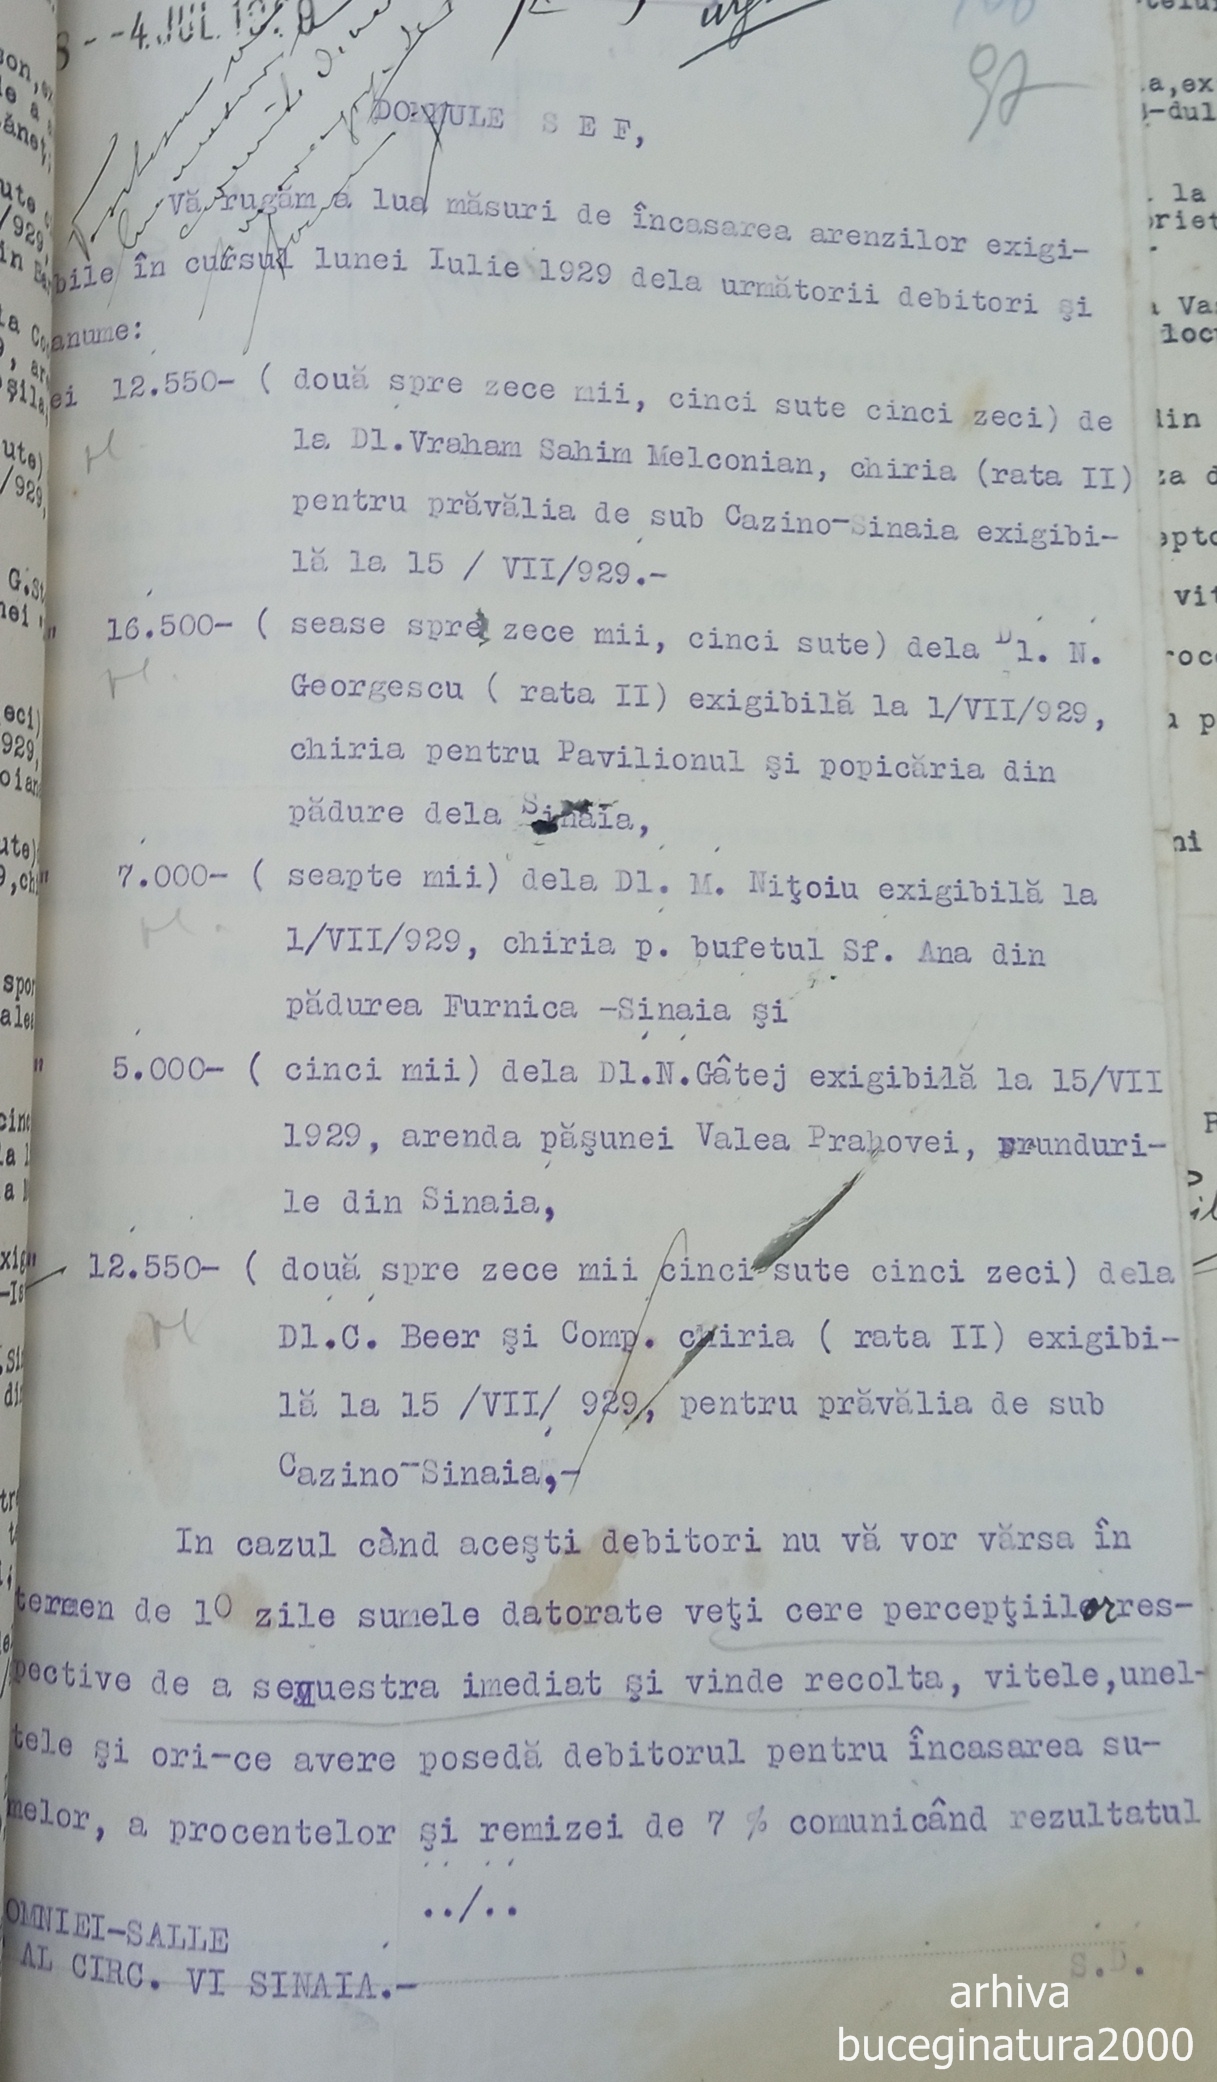 4. JUL. 19
97
DOMNULE SEF,
Vă rugăm a lua măsuri de încasarea arenzilor exigi-
bile în cursul lunei Iulie 1929 dela următorii debitori şi
anume:
ei 12.550- ( două spre zece mii, cinci sute cinci zeci) de
la Dl.Vraham Sahim Melconian, chiria (rata II)
pentru prăvălia de sub Cazino-Sinaia exigibi-
lă la 15 / VII/929.-
" 16.500- ( sease spre zece mii, cinci sute) dela Dl. N.
Georgescu ( rata II) exigibilă la 1/VII/929,
chiria pentru Pavilionul şi popicăria din
pădure dela Sinaia,
" 7.000- ( seapte mii) dela Dl. M. Niţoiu exigibilă la
1/VII/929, chiria p. bufetul Sf. Ana din
pădurea Furnica -Sinaia şi
" 5.000- ( cinci mii) dela Dl.N.Gâtej exigibilă la 15/VII
1929, arenda păşunei Valea Prahovei, prunduri-
le din Sinaia,
" 12.550- ( două spre zece mii cinci sute cinci zeci) dela
Dl.C. Beer şi Comp. chiria ( rata II) exigibi-
lă la 15 /VII/ 929, pentru prăvălia de sub
Cazino-Sinaia,-
In cazul când aceşti debitori nu vă vor vărsa în
termen de 10 zile sumele datorate veţi cere percepţiilor res-
pective de a sequestra imediat şi vinde recolta, vitele,unel-
tele şi ori-ce avere posedă debitorul pentru încasarea su-
melor, a procentelor şi remizei de 7 % comunicând rezultatul
../..
OMNIEI-SALLE
AL CIRC. VI SINAIA.-
S.D.
arhiva
buceginatura2000